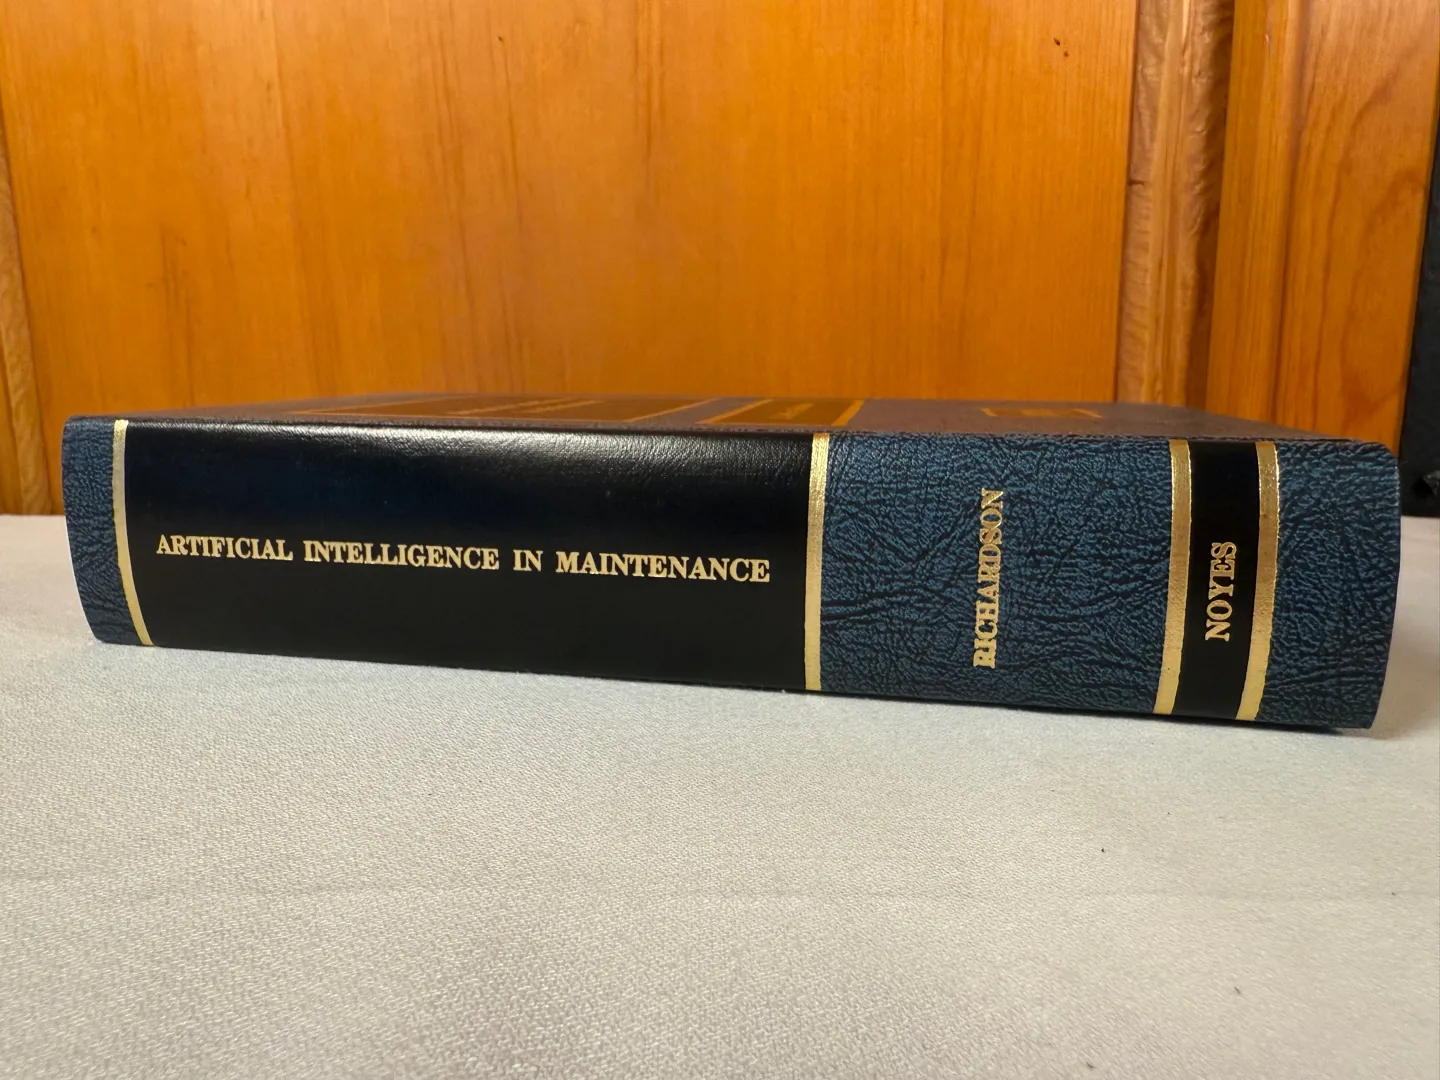 ARTIFICIAL INTELLIGENCE IN MAINTENANCE
RICHARDSON
NOYES